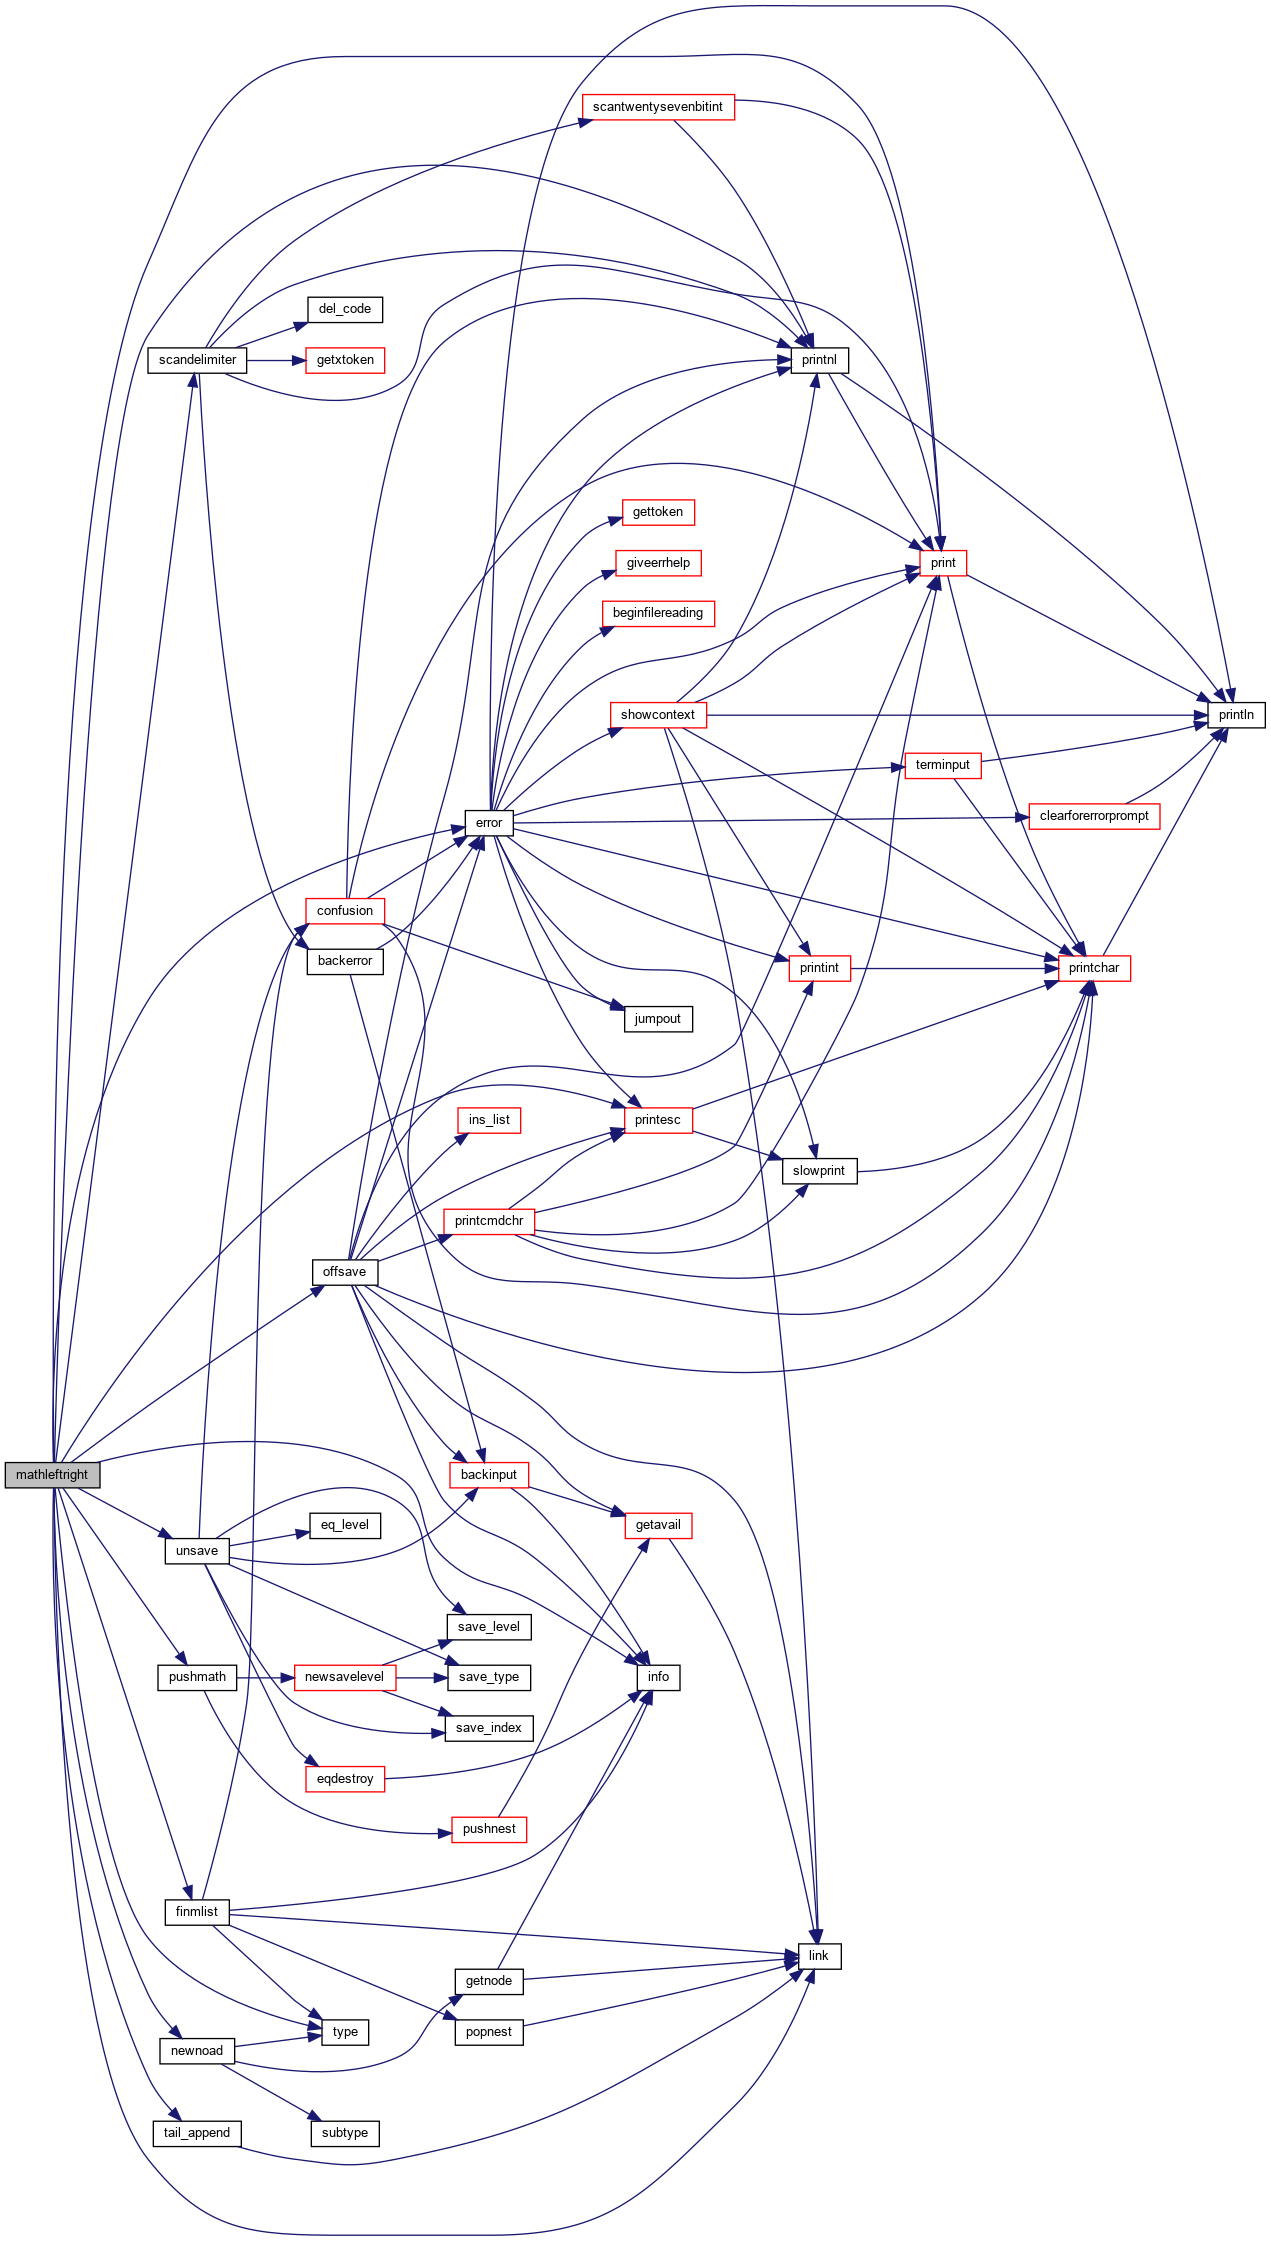 scantwentysevenbitint
del_code
scandelimiter
getxtoken
printnl
gettoken
giveerrhelp
print
beginfilereading
showcontext
println
terminput
clearforerrorprompt
error
confusion
backerror
printint
printchar
jumpout
ins_list
printesc
slowprint
printcmdchr
offsave
mathleftright
backinput
eq_level
getavail
unsave
save_level
pushmath
newsavelevel
save_type
info
save_index
eqdestroy
pushnest
finmlist
link
getnode
type
popnest
newnoad
tail_append
subtype